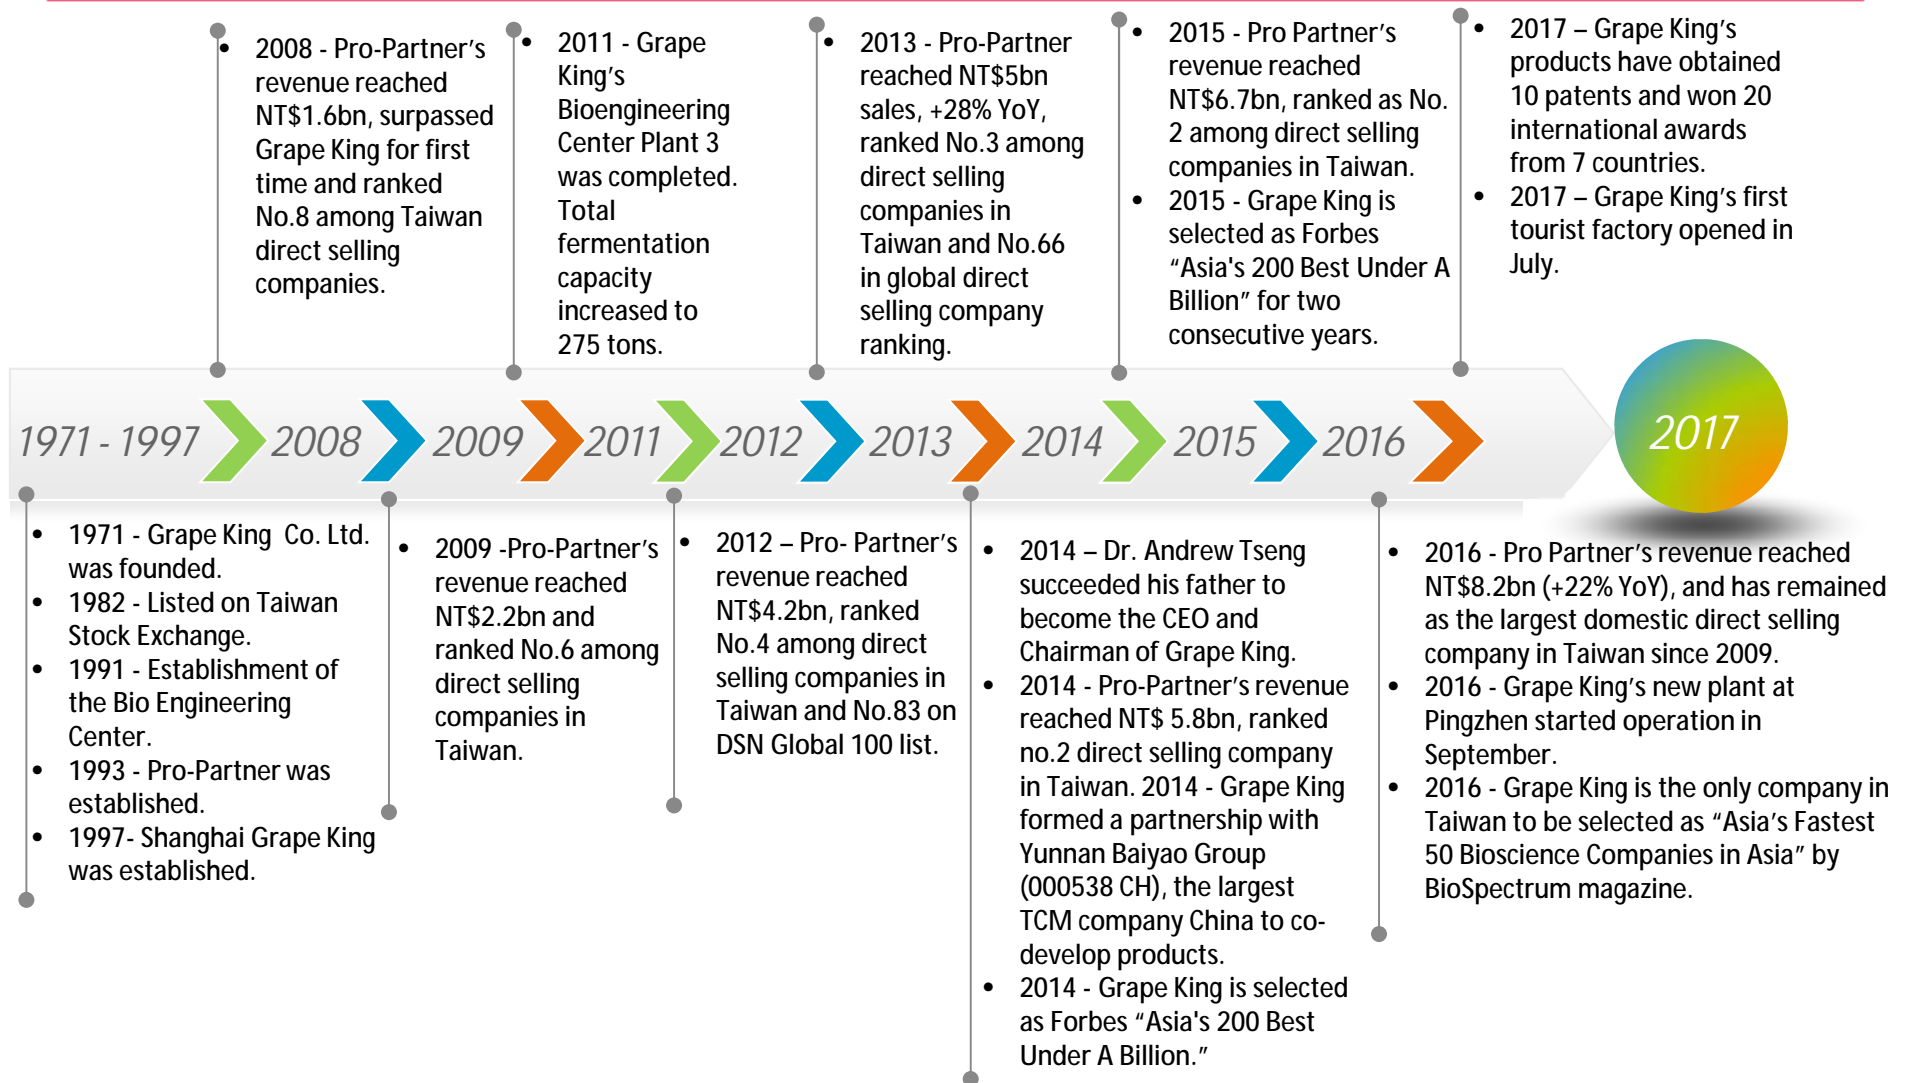 • 2008 - Pro-Partner's
revenue reached
NT$1.6bn, surpassed
Grape King for first
time and ranked
No.8 among Taiwan
direct selling
companies.
• 2011 - Grape
King's
Bioengineering
Center Plant 3
was completed.
Total
fermentation
capacity
increased to
275 tons.
• 2013 - Pro-Partner
reached NT$5bn
sales, +28% YoY,
ranked No.3 among
direct selling
companies in
Taiwan and No.66
in global direct
selling company
ranking.
• 2015 - Pro Partner's
revenue reached
NT$6.7bn, ranked as No.
2 among direct selling
companies in Taiwan.
• 2015 - Grape King is
selected as Forbes
“Asia's 200 Best Under A
Billion” for two
consecutive years.
• 2017 – Grape King's
products have obtained
10 patents and won 20
international awards
from 7 countries.
• 2017 – Grape King's first
tourist factory opened in
July.
1971 - 1997
2008
2009
2011
2012
2013
2014
2015
2016
2017
• 1971 - Grape King Co. Ltd.
was founded.
• 1982 - Listed on Taiwan
Stock Exchange.
• 1991 - Establishment of
the Bio Engineering
Center.
• 1993 - Pro-Partner was
established.
• 1997- Shanghai Grape King
was established.
• 2009 -Pro-Partner's
revenue reached
NT$2.2bn and
ranked No.6 among
direct selling
companies in
Taiwan.
• 2012 – Pro- Partner's
revenue reached
NT$4.2bn, ranked
No.4 among direct
selling companies in
Taiwan and No.83 on
DSN Global 100 list.
• 2014 – Dr. Andrew Tseng
succeeded his father to
become the CEO and
Chairman of Grape King.
• 2014 - Pro-Partner's revenue
reached NT$ 5.8bn, ranked
no.2 direct selling company
in Taiwan. 2014 - Grape King
formed a partnership with
Yunnan Baiyao Group
(000538 CH), the largest
TCM company China to co-
develop products.
• 2014 - Grape King is selected
as Forbes “Asia's 200 Best
Under A Billion.”
• 2016 - Pro Partner's revenue reached
NT$8.2bn (+22% YoY), and has remained
as the largest domestic direct selling
company in Taiwan since 2009.
• 2016 - Grape King's new plant at
Pingzhen started operation in
September.
• 2016 - Grape King is the only company in
Taiwan to be selected as “Asia's Fastest
50 Bioscience Companies in Asia” by
BioSpectrum magazine.